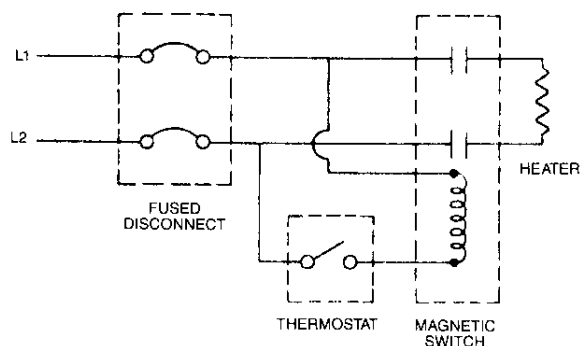 L1
L2
HEATER
FUSED
DISCONNECT
THERMOSTAT
MAGNETIC
SWITCH